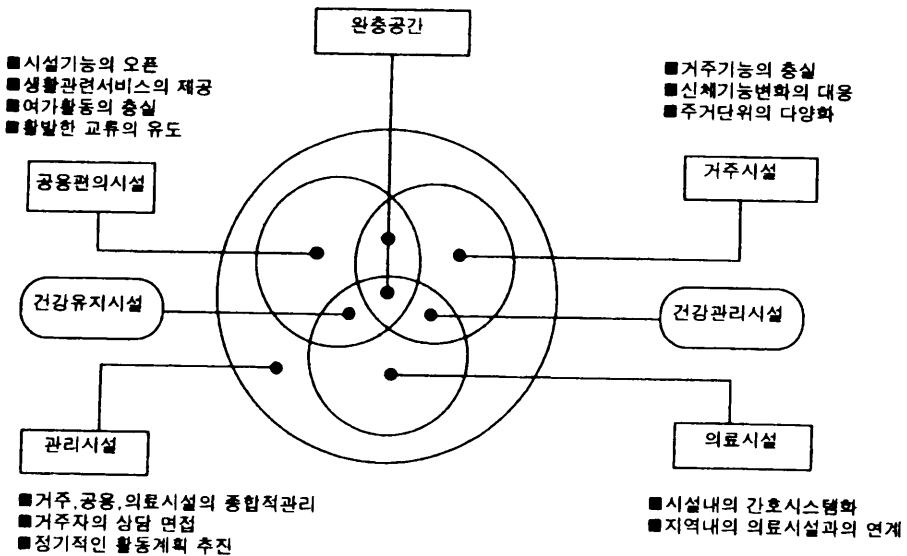 완충공간
■시설기능의 오픈
■생활관련서비스의 제공
■여가활동의 충실
■활발한 교류의 유도
■거주기능의 충실
■신체기능변화의 대응
■주거단위의 다양화
공용편의시설
거주시설
건강유지시설
건강관리시설
관리시설
의료시설
■거주,공용,의료시설의 종합적관리
■거주자의 상담 면접
■정기적인 활동계획 추진
■시설내의 간호시스템화
■지역내의 의료시설과의 연계